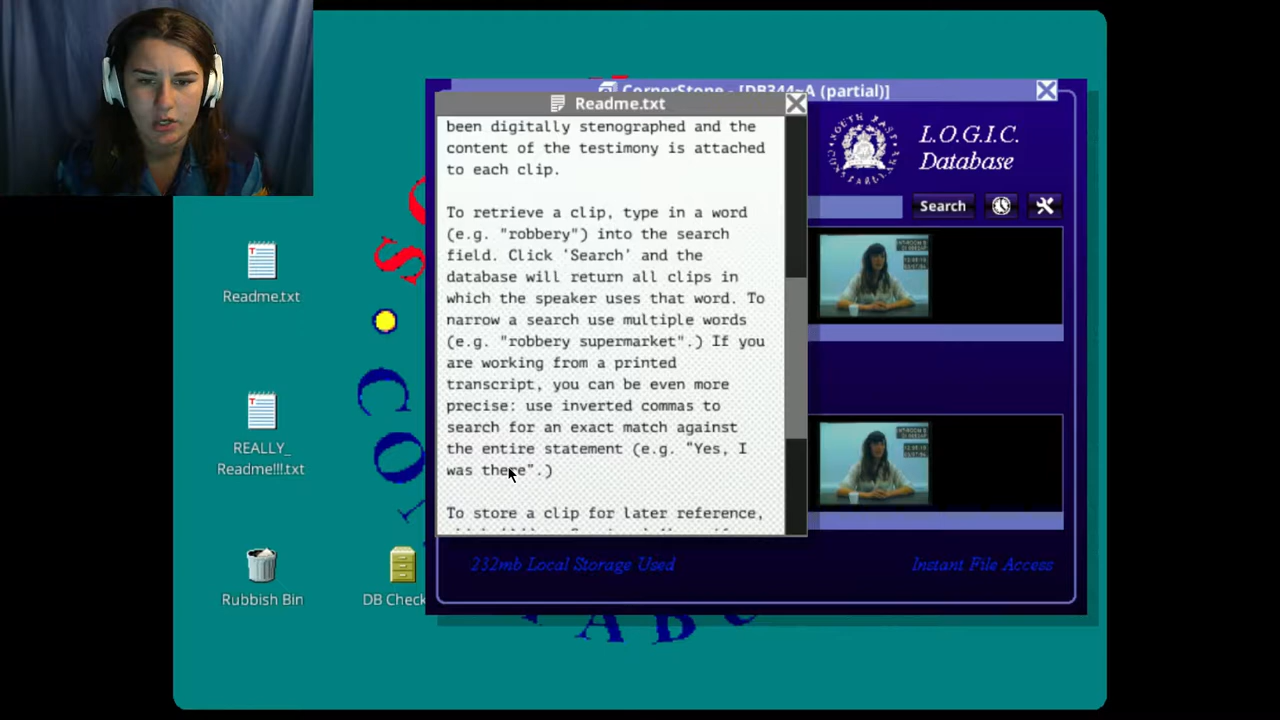 CornerStone - [DB344~A (partial)]
Readme.txt
been digitally stenographed and the
content of the testimony is attached
to each clip.
To retrieve a clip, type in a word
(e.g. "robbery") into the search
field. Click 'Search' and the
database will return all clips in
which the speaker uses that word. To
narrow a search use multiple words
(e.g. "robbery supermarket".) If you
are working from a printed
transcript, you can be even more
precise: use inverted commas to
search for an exact match against
the entire statement (e.g. "Yes, I
was there".)
To store a clip for later reference,
L.O.G.I.C.
Database
SOUTH EAST
Search
Readme.txt
REALLY_
Readme!!!.txt
Rubbish Bin
DB Check
232mb Local Storage Used
Instant File Access